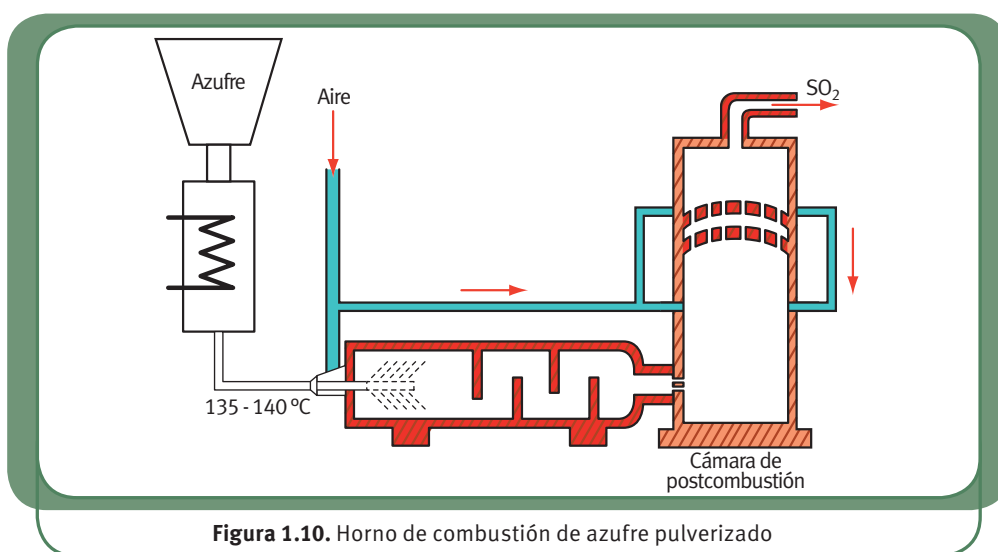 Azufre
Aire
SO₂
135 - 140 ºC
Cámara de
postcombustión
Figura 1.10. Horno de combustión de azufre pulverizado